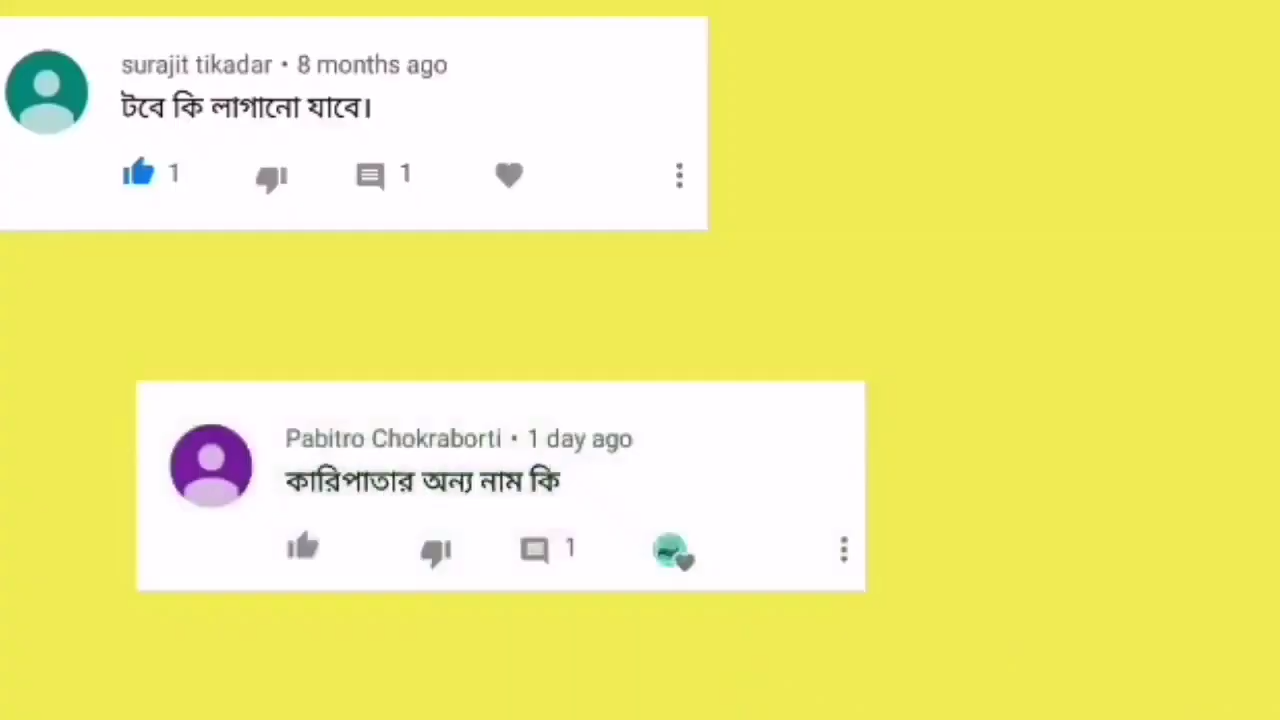 surajit tikadar • 8 months ago
টবে কি লাগানো যাবে।
1 1
Pabitro Chokraborti • 1 day ago
কারিপাতার অন্য নাম কি
1